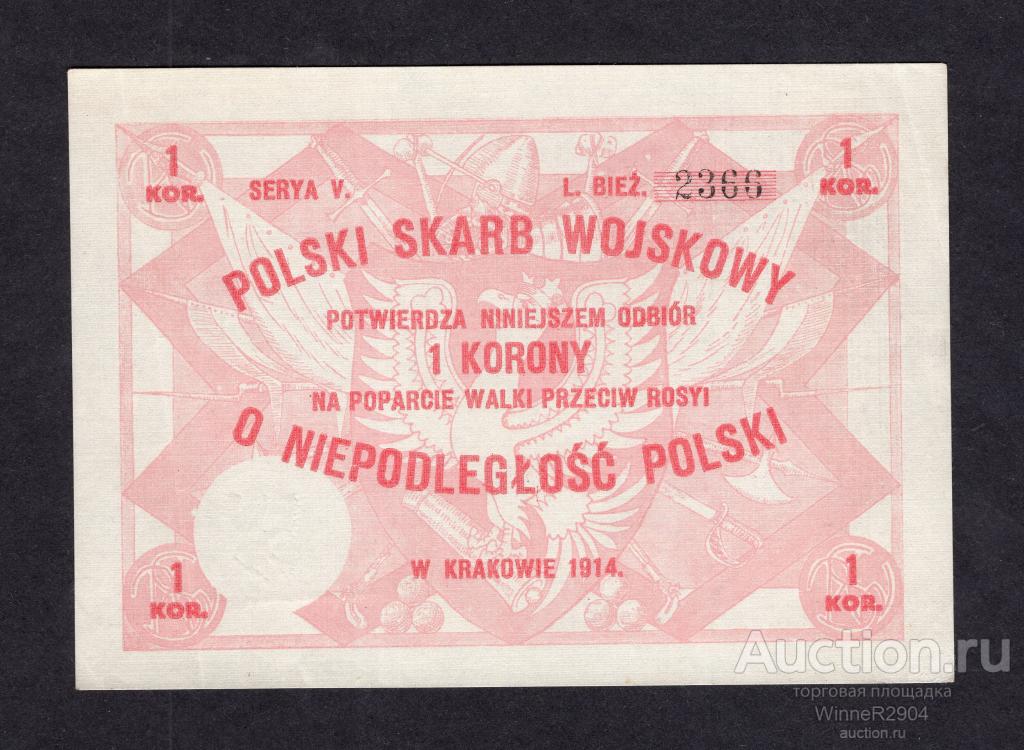 1 KOR.
SERYA V.
L. BIEŻ. 2366
1 KOR.
POLSKI SKARB WOJSKOWY
POTWIERDZA NINIEJSZEM ODBIÓR
1 KORONY
NA POPARCIE WALKI PRZECIW ROSYI
O NIEPODLEGŁOŚĆ POLSKI
W KRAKOWIE 1914.
1 KOR.
1 KOR.
Auction.ru
торговая площадка
WinneR2904
auction.ru